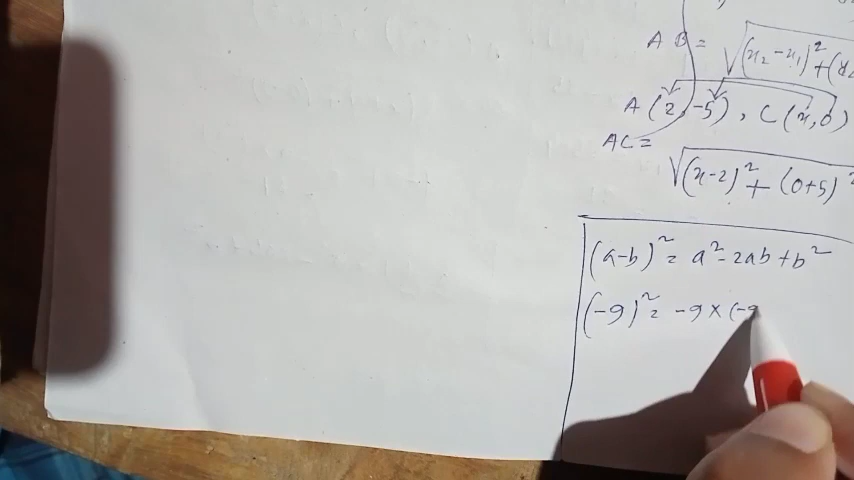 AB = √(x₂-x₁)²+(
A(2,-5), C(x,0)
AC =
√(x-2)²+(0+5)²
(a-b)² = a²-2ab+b²
(-9)² = -9×(-9